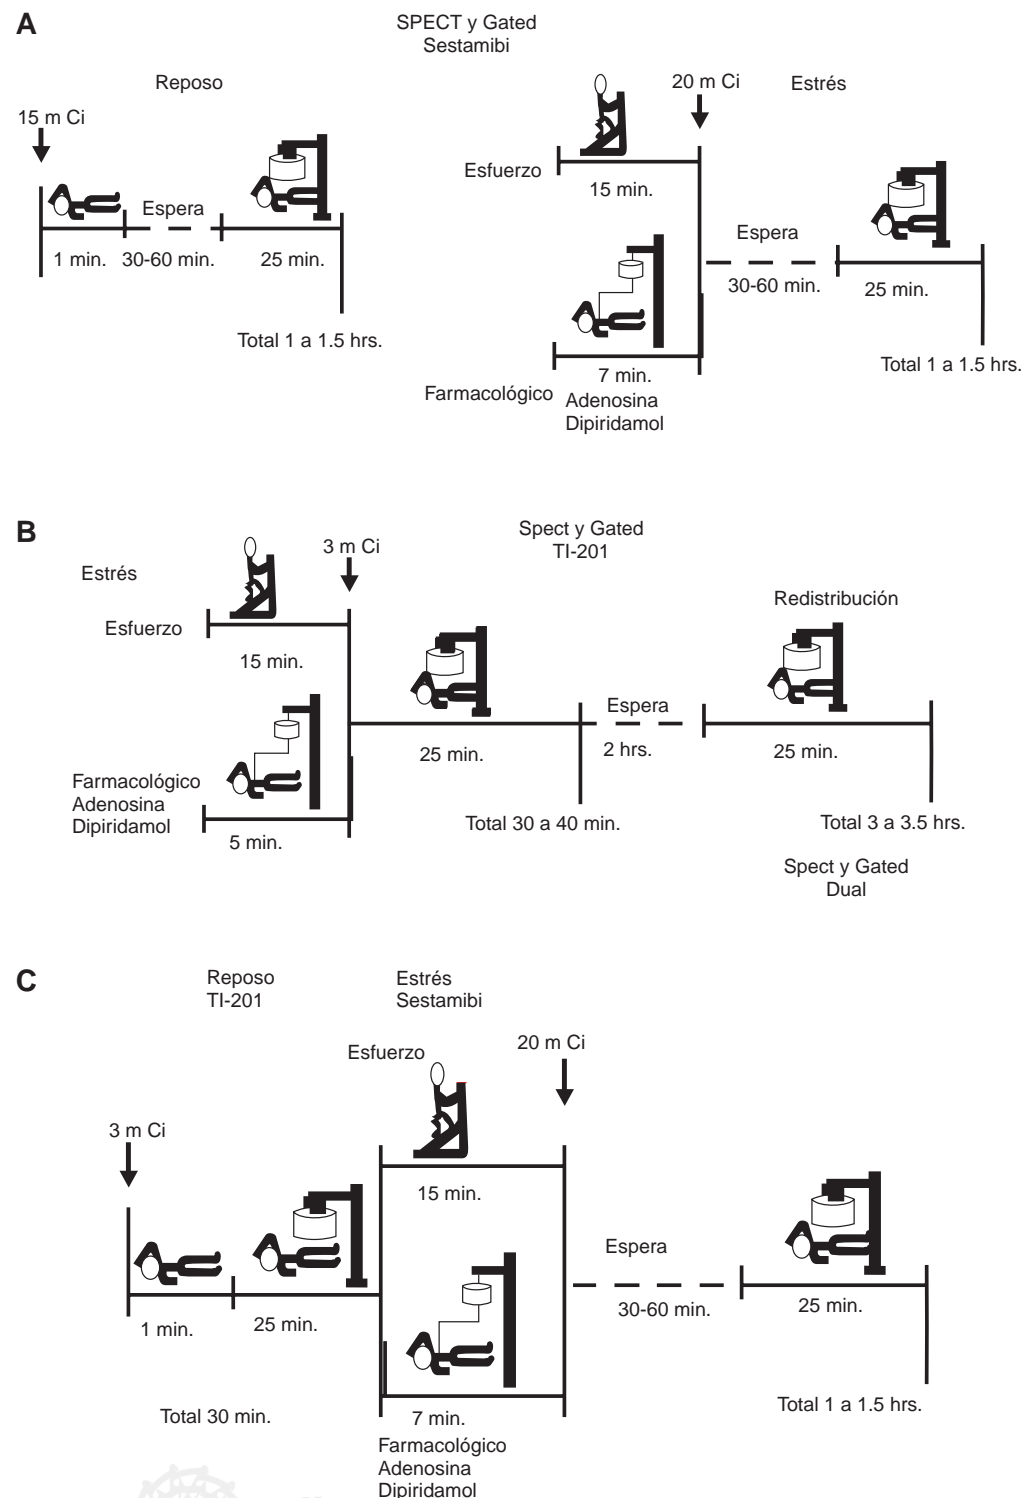 A
SPECT y Gated
Sestamibi
Reposo
15 m Ci
20 m Ci
Estrés
Esfuerzo
15 min.
Espera
1 min.
30-60 min.
25 min.
Total 1 a 1.5 hrs.
Espera
30-60 min.
25 min.
Total 1 a 1.5 hrs.
7 min.
Farmacológico
Adenosina
Dipiridamol
B
Spect y Gated
TI-201
3 m Ci
Estrés
Esfuerzo
15 min.
Redistribución
Espera
25 min.
2 hrs.
25 min.
Farmacológico
Adenosina
Dipiridamol
5 min.
Total 30 a 40 min.
Total 3 a 3.5 hrs.
Spect y Gated
Dual
C
Reposo
TI-201
Estrés
Sestamibi
Esfuerzo
20 m Ci
3 m Ci
15 min.
Espera
1 min.
25 min.
30-60 min.
25 min.
Total 30 min.
7 min.
Total 1 a 1.5 hrs.
Farmacológico
Adenosina
Dipiridamol